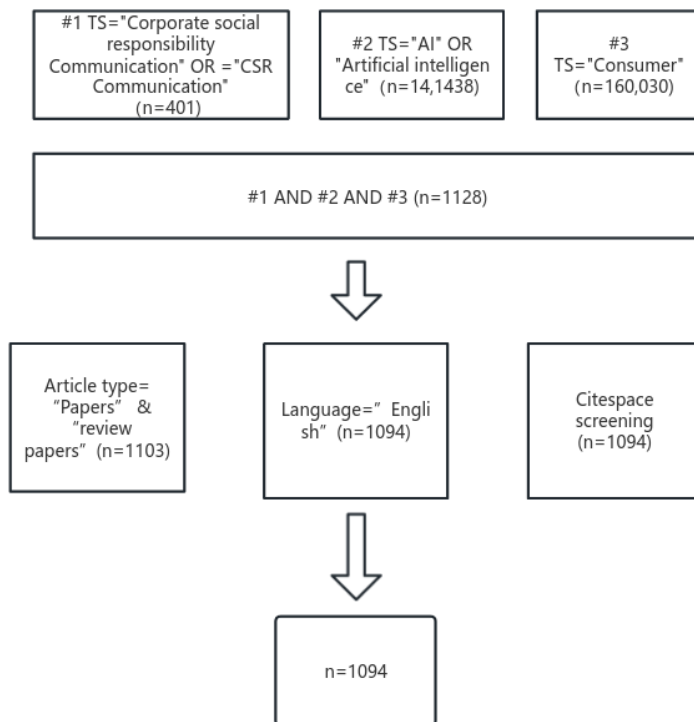 #1 TS="Corporate social
responsibility
Communication" OR ="CSR
Communication"
(n=401)
#2 TS="AI" OR
"Artificial intelligen
ce" (n=14,1438)
#3
TS="Consumer"
(n=160,030)
#1 AND #2 AND #3 (n=1128)
Article type=
“Papers” &
“review
papers” (n=1103)
Language=” Engli
sh” (n=1094)
Citespace
screening
(n=1094)
n=1094